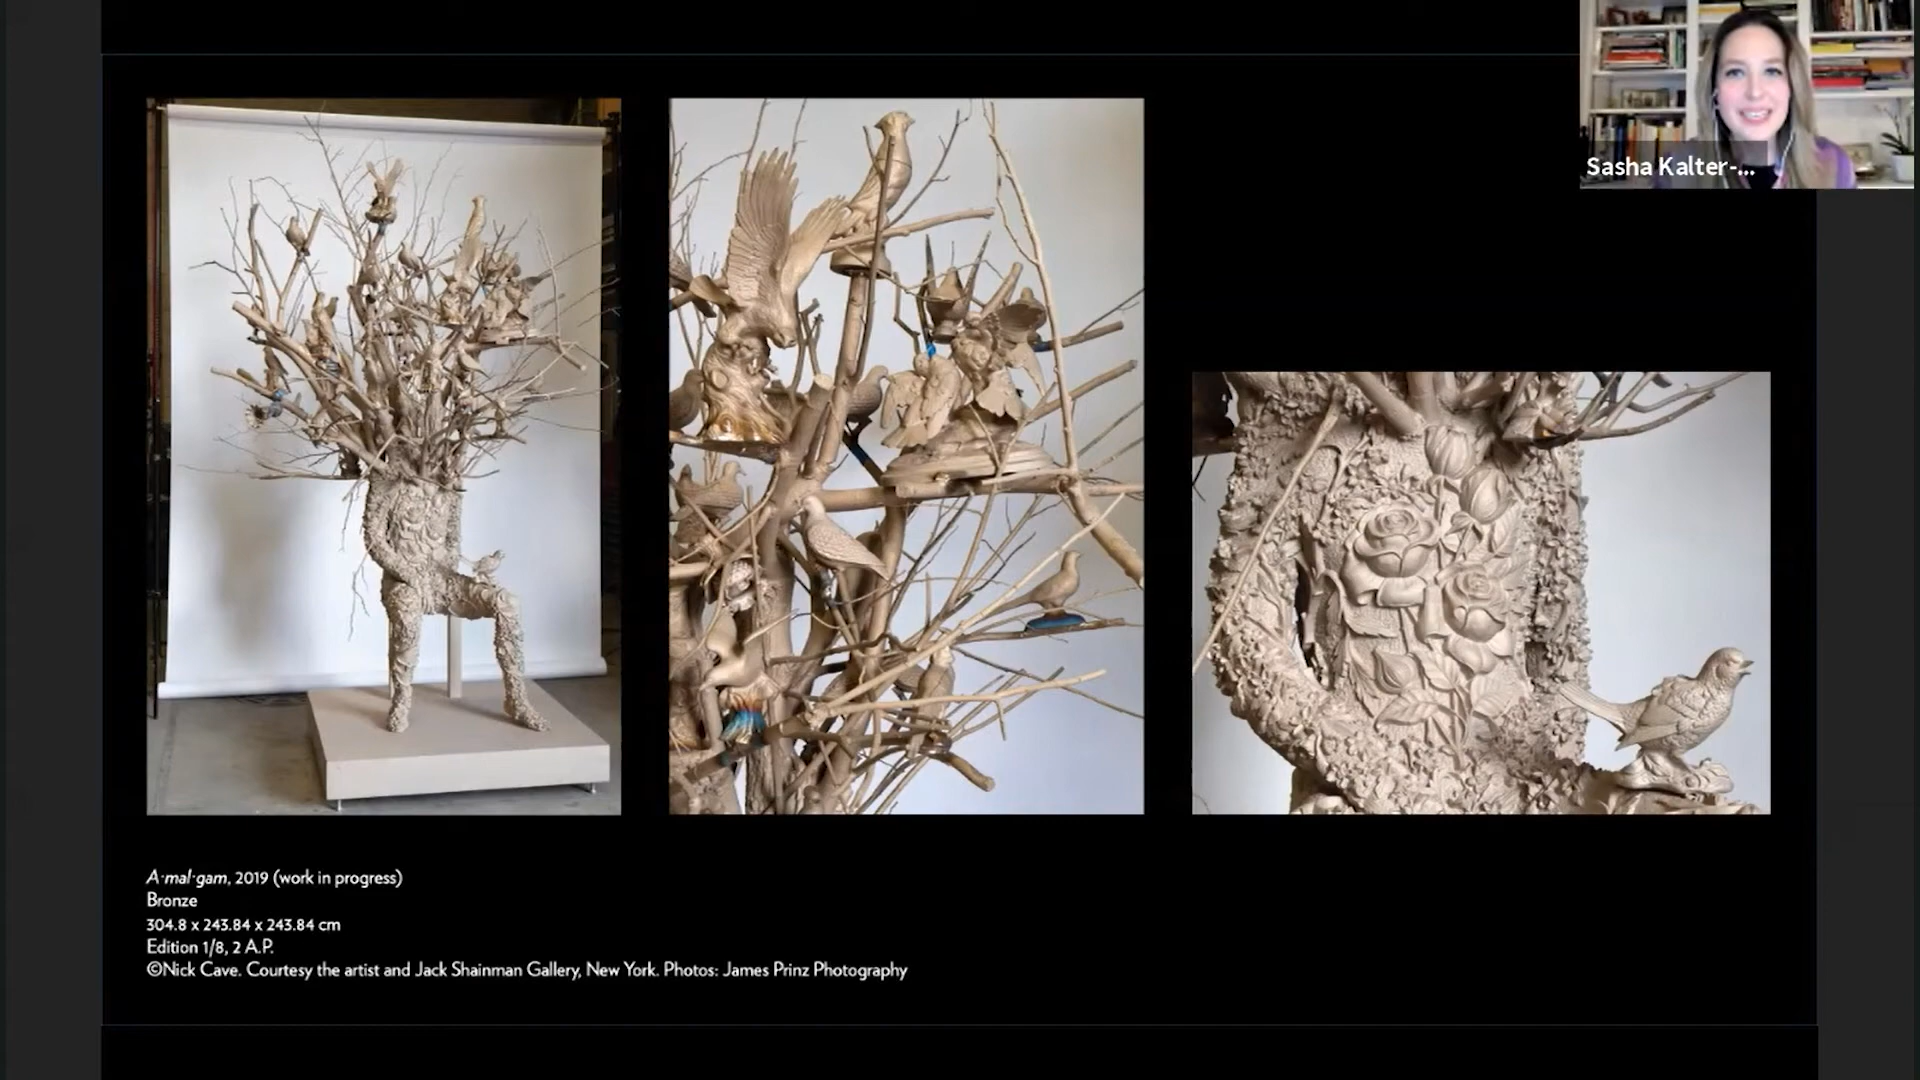 Sasha Kalter-...
A·mal·gam, 2019 (work in progress)
Bronze
304.8 x 243.84 x 243.84 cm
Edition 1/8, 2 A.P.
©Nick Cave. Courtesy the artist and Jack Shainman Gallery, New York. Photos: James Prinz Photography